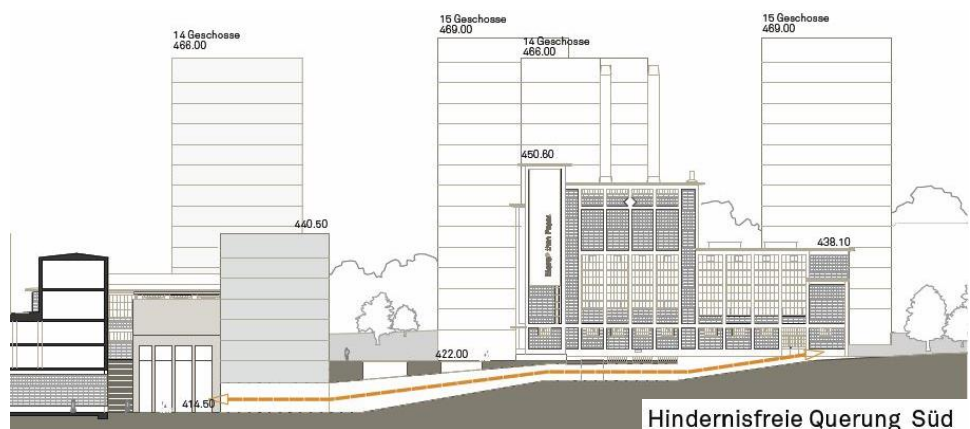 15 Geschosse
469.00
15 Geschosse
469.00
14 Geschosse
466.00
14 Geschosse
466.00
450.60
440.50
438.10
422.00
414.50
Hindernisfreie Querung Süd